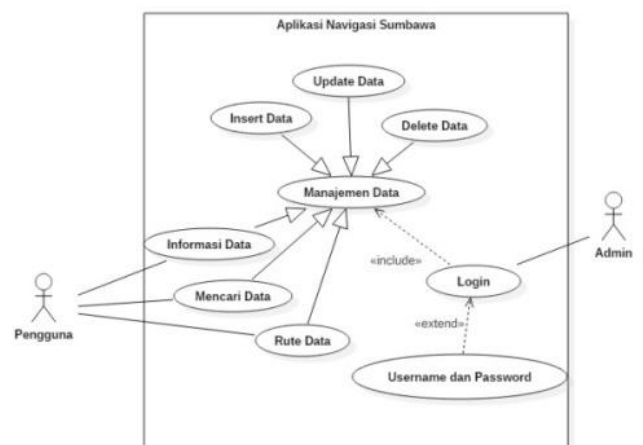 Aplikasi Navigasi Sumbawa
Update Data
Insert Data
Delete Data
Manajemen Data
Informasi Data
«include»
Login
Admin
Mencari Data
Pengguna
Rute Data
«extend»
Username dan Password